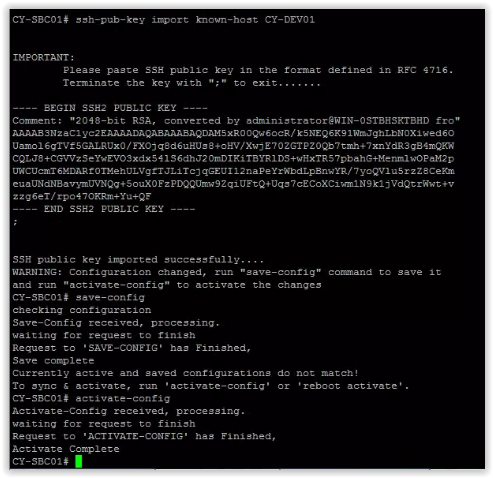 CY-SBC01# ssh-pub-key import known-host CY-DEV01
IMPORTANT:
Please paste SSH public key in the format defined in RFC 4716.
Terminate the key with ";" to exit.......
---- BEGIN SSH2 PUBLIC KEY ----
Comment: "2048-bit RSA, converted by administrator@WIN-0STBHSKTBHD fro"
AAAAB3NzaC1yc2EAAAADAQABAAABAQDAM5xR00Qw6ocR/k5NEQ6K91WmJghLbN0Xiwed6O
Uamol6gTVf5GALRUx0/FXOjq8d6uHUs8+oHV/XwjE70ZGTPZ0Qb7tmh+7xnYdR3gB4mQKW
CQLJ8+CGVVzSeYwEVO3xdx541S6dhJ20mDIKiTBYRlDS+wHxTR57pbahG+MenmlwOPaM2p
UWCUcmT6MDARf0TMehULVgfTJLiTcjqGEUI12naPeYrWbdLpBnwYR/7yoQVlu5rzZ8CeKm
euaUNdNBavymUVNQg+5ouX0FzPDQQUmw9ZqiUFtQ+Uqs7cECoXCiwmlN9k1jVdQtrWwt+v
zzg6eT/rpo47OKRm+Yu+QF
---- END SSH2 PUBLIC KEY ----
;
SSH public key imported successfully....
WARNING: Configuration changed, run "save-config" command to save it
and run "activate-config" to activate the changes
CY-SBC01# save-config
checking configuration
Save-Config received, processing.
waiting for request to finish
Request to 'SAVE-CONFIG' has Finished,
Save complete
Currently active and saved configurations do not match!
To sync & activate, run 'activate-config' or 'reboot activate'.
CY-SBC01# activate-config
Activate-Config received, processing.
waiting for request to finish
Request to 'ACTIVATE-CONFIG' has Finished,
Activate Complete
CY-SBC01#